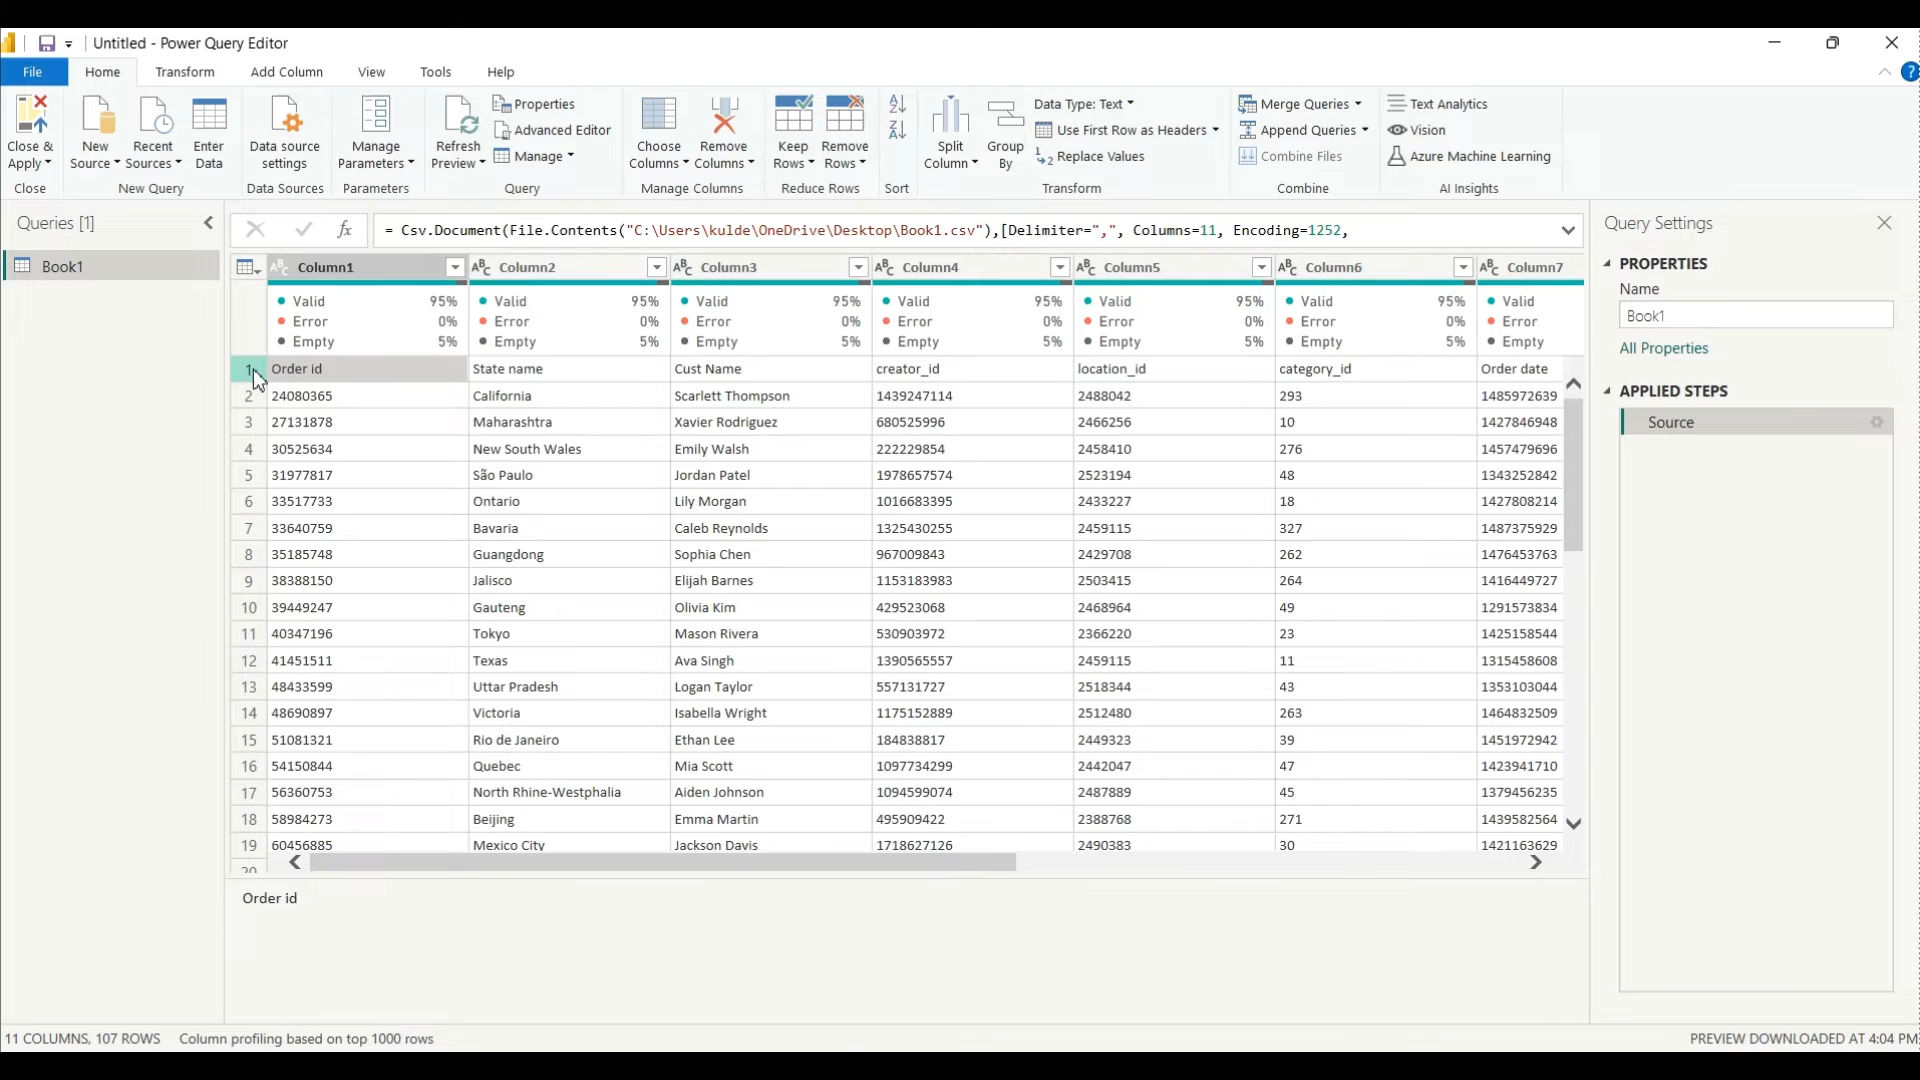 Untitled - Power Query Editor
File Home Transform Add Column View Tools Help
Close & Apply
New Source
Recent Sources
Enter Data
Data source settings
Manage Parameters
Refresh Preview
Properties
Advanced Editor
Manage
Choose Columns
Remove Columns
Keep Rows
Remove Rows
Split Column
Group By
Data Type: Text
Use First Row as Headers
Replace Values
Merge Queries
Append Queries
Combine Files
Text Analytics
Vision
Azure Machine Learning
Close New Query Data Sources Parameters Query Manage Columns Reduce Rows Sort Transform Combine AI Insights
Queries [1]
Book1
fx = Csv.Document(File.Contents("C:\Users\kulde\OneDrive\Desktop\Book1.csv"),[Delimiter=",", Columns=11, Encoding=1252,
Column1 Column2 Column3 Column4 Column5 Column6 Column7
Valid 95% Valid 95% Valid 95% Valid 95% Valid 95% Valid 95% Valid
Error 0% Error 0% Error 0% Error 0% Error 0% Error 0% Error
Empty 5% Empty 5% Empty 5% Empty 5% Empty 5% Empty 5% Empty
1 Order id State name Cust Name creator_id location_id category_id Order date
2 24080365 California Scarlett Thompson 1439247114 2488042 293 1485972639
3 27131878 Maharashtra Xavier Rodriguez 680525996 2466256 10 1427846948
4 30525634 New South Wales Emily Walsh 222229854 2458410 276 1457479696
5 31977817 São Paulo Jordan Patel 1978657574 2523194 48 1343252842
6 33517733 Ontario Lily Morgan 1016683395 2433227 18 1427808214
7 33640759 Bavaria Caleb Reynolds 1325430255 2459115 327 1487375929
8 35185748 Guangdong Sophia Chen 967009843 2429708 262 1476453763
9 38388150 Jalisco Elijah Barnes 1153183983 2503415 264 1416449727
10 39449247 Gauteng Olivia Kim 429523068 2468964 49 1291573834
11 40347196 Tokyo Mason Rivera 530903972 2366220 23 1425158544
12 41451511 Texas Ava Singh 1390565557 2459115 11 1315458608
13 48433599 Uttar Pradesh Logan Taylor 557131727 2518344 43 1353103044
14 48690897 Victoria Isabella Wright 1175152889 2512480 263 1464832509
15 51081321 Rio de Janeiro Ethan Lee 184838817 2449323 39 1451972942
16 54150844 Quebec Mia Scott 1097734299 2442047 47 1423941710
17 56360753 North Rhine-Westphalia Aiden Johnson 1094599074 2487889 45 1379456235
18 58984273 Beijing Emma Martin 495909422 2388768 271 1439582564
19 60456885 Mexico City Jackson Davis 1718627126 2490383 30 1421163629
20
Order id
Query Settings
PROPERTIES
Name
Book1
All Properties
APPLIED STEPS
Source
11 COLUMNS, 107 ROWS Column profiling based on top 1000 rows
PREVIEW DOWNLOADED AT 4:04 PM